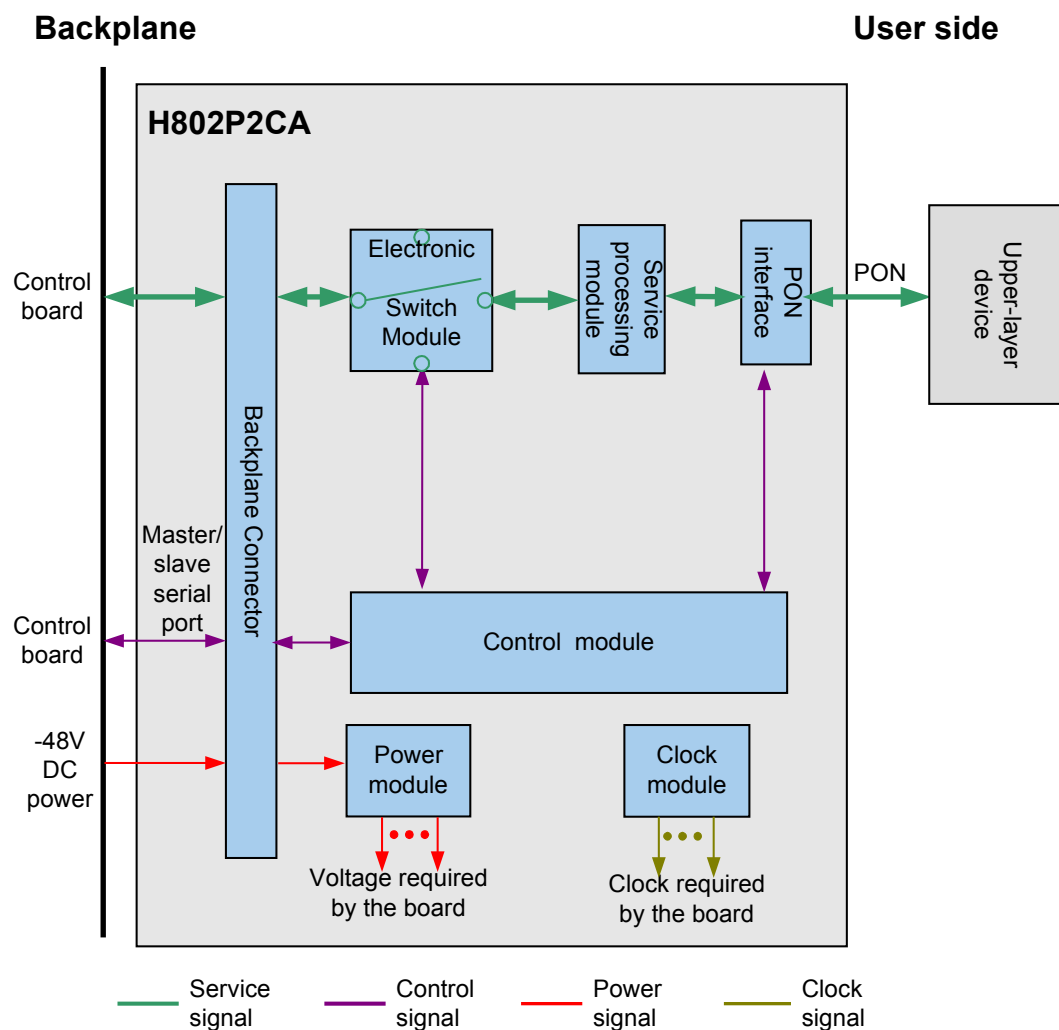 Backplane
User side
H802P2CA
Control
board
Electronic
Switch
Module
Service
processing
module
PON
interface
PON
Upper-layer
device
Backplane Connector
Master/
slave
serial
port
Control
board
Control module
-48V
DC
power
Power
module
Clock
module
Voltage required
by the board
Clock required
by the board
Service
signal
Control
signal
Power
signal
Clock
signal